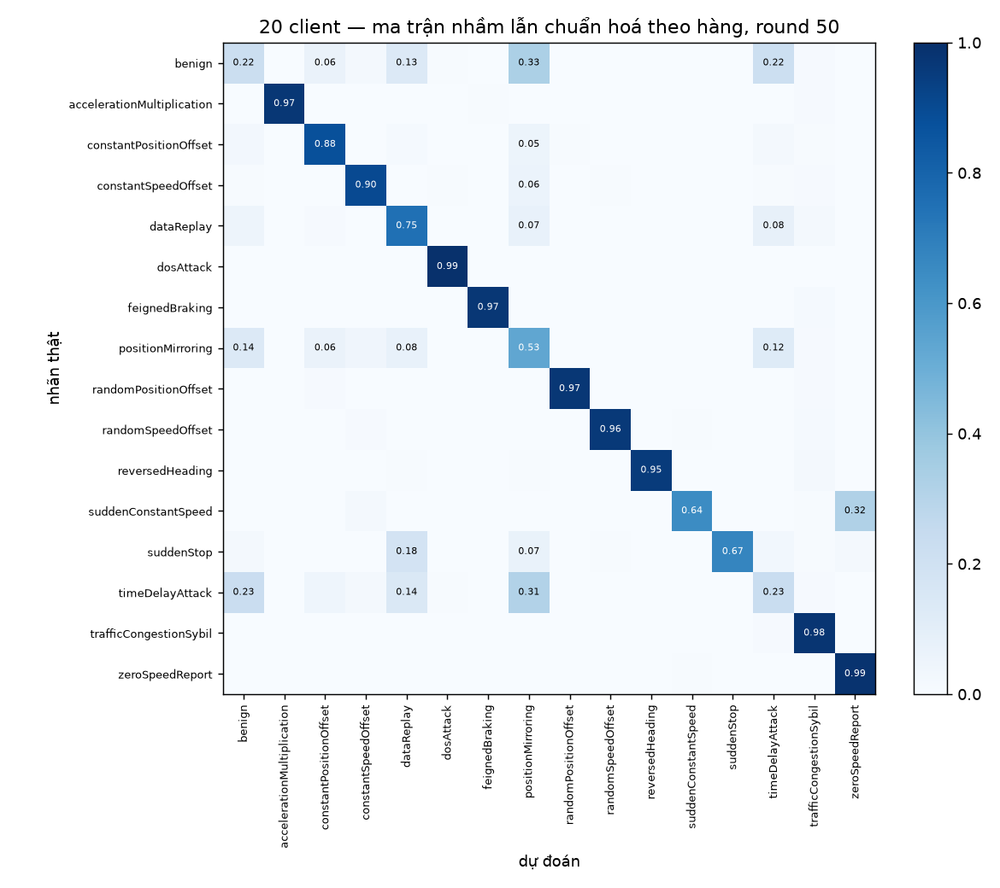 20 client — ma trận nhầm lẫn chuẩn hoá theo hàng, round 50
nhãn thật
benign 0.22 0.06 0.13 0.33 0.22
accelerationMultiplication 0.97
constantPositionOffset 0.88 0.05
constantSpeedOffset 0.90 0.06
dataReplay 0.75 0.07 0.08
dosAttack 0.99
feignedBraking 0.97
positionMirroring 0.14 0.06 0.08 0.53 0.12
randomPositionOffset 0.97
randomSpeedOffset 0.96
reversedHeading 0.95
suddenConstantSpeed 0.64 0.32
suddenStop 0.18 0.07 0.67
timeDelayAttack 0.23 0.14 0.31 0.23
trafficCongestionSybil 0.98
zeroSpeedReport 0.99
benign
accelerationMultiplication
constantPositionOffset
constantSpeedOffset
dataReplay
dosAttack
feignedBraking
positionMirroring
randomPositionOffset
randomSpeedOffset
reversedHeading
suddenConstantSpeed
suddenStop
timeDelayAttack
trafficCongestionSybil
zeroSpeedReport
dự đoán
1.0
0.8
0.6
0.4
0.2
0.0